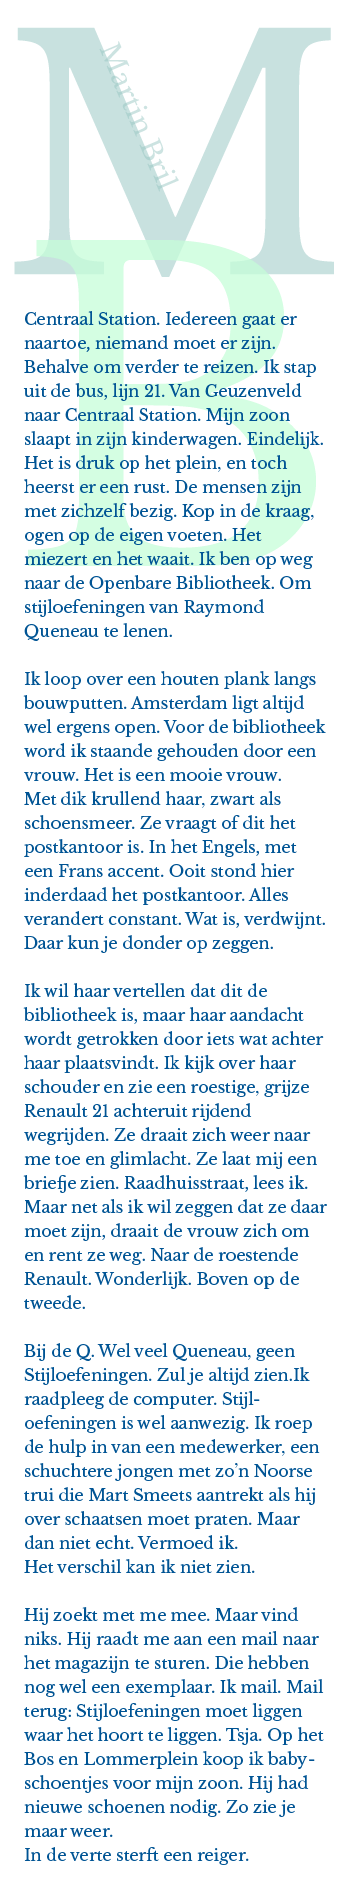 M
Martin Bril
B
Centraal Station. Iedereen gaat er
naartoe, niemand moet er zijn.
Behalve om verder te reizen. Ik stap
uit de bus, lijn 21. Van Geuzenveld
naar Centraal Station. Mijn zoon
slaapt in zijn kinderwagen. Eindelijk.
Het is druk op het plein, en toch
heerst er een rust. De mensen zijn
met zichzelf bezig. Kop in de kraag,
ogen op de eigen voeten. Het
miezert en het waait. Ik ben op weg
naar de Openbare Bibliotheek. Om
stijloefeningen van Raymond
Queneau te lenen.

Ik loop over een houten plank langs
bouwputten. Amsterdam ligt altijd
wel ergens open. Voor de bibliotheek
word ik staande gehouden door een
vrouw. Het is een mooie vrouw.
Met dik krullend haar, zwart als
schoensmeer. Ze vraagt of dit het
postkantoor is. In het Engels, met
een Frans accent. Ooit stond hier
inderdaad het postkantoor. Alles
verandert constant. Wat is, verdwijnt.
Daar kun je donder op zeggen.

Ik wil haar vertellen dat dit de
bibliotheek is, maar haar aandacht
wordt getrokken door iets wat achter
haar plaatsvindt. Ik kijk over haar
schouder en zie een roestige, grijze
Renault 21 achteruit rijdend
wegrijden. Ze draait zich weer naar
me toe en glimlacht. Ze laat mij een
briefje zien. Raadhuisstraat, lees ik.
Maar net als ik wil zeggen dat ze daar
moet zijn, draait de vrouw zich om
en rent ze weg. Naar de roestende
Renault. Wonderlijk. Boven op de
tweede.

Bij de Q. Wel veel Queneau, geen
Stijloefeningen. Zul je altijd zien.Ik
raadpleeg de computer. Stijl-
oefeningen is wel aanwezig. Ik roep
de hulp in van een medewerker, een
schuchtere jongen met zo’n Noorse
trui die Mart Smeets aantrekt als hij
over schaatsen moet praten. Maar
dan niet echt. Vermoed ik.
Het verschil kan ik niet zien.

Hij zoekt met me mee. Maar vind
niks. Hij raadt me aan een mail naar
het magazijn te sturen. Die hebben
nog wel een exemplaar. Ik mail. Mail
terug: Stijloefeningen moet liggen
waar het hoort te liggen. Tsja. Op het
Bos en Lommerplein koop ik baby-
schoentjes voor mijn zoon. Hij had
nieuwe schoenen nodig. Zo zie je
maar weer.
In de verte sterft een reiger.